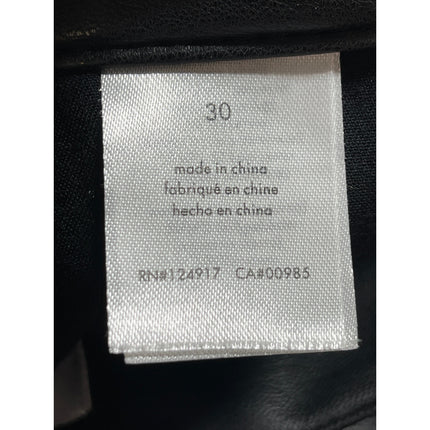 30
made in china
fabriqué en chine
hecho en china
RN#124917 CA#00985